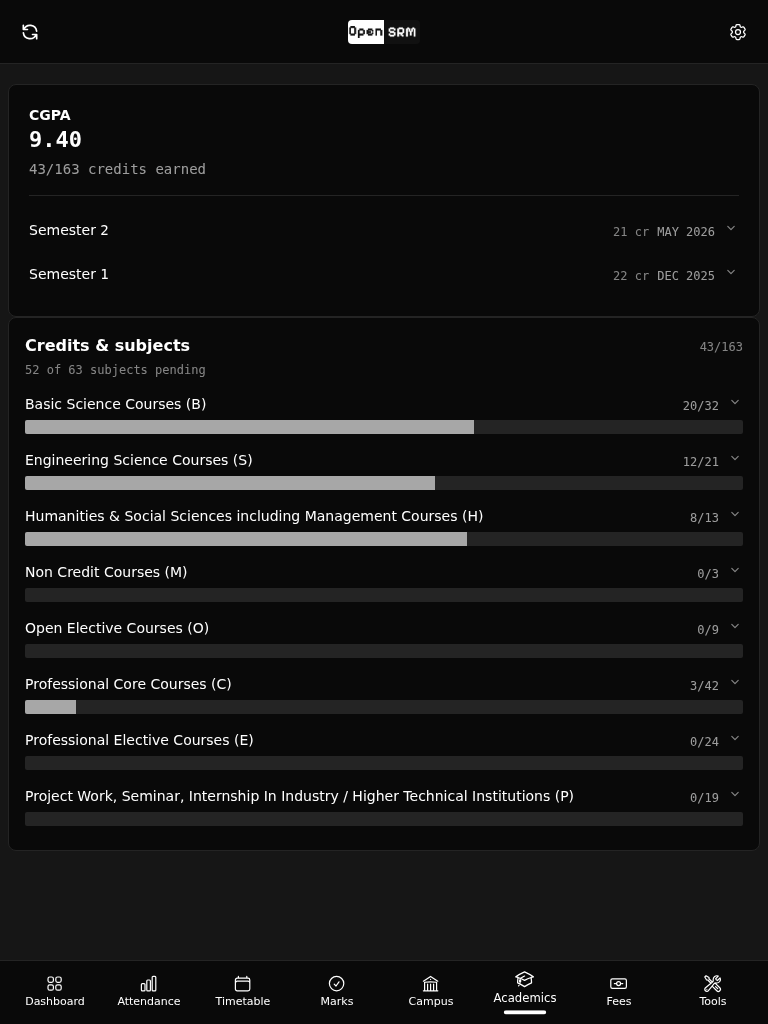 Open SRM
CGPA
9.40
43/163 credits earned
Semester 2 21 cr MAY 2026
Semester 1 22 cr DEC 2025
Credits & subjects 43/163
52 of 63 subjects pending
Basic Science Courses (B) 20/32
Engineering Science Courses (S) 12/21
Humanities & Social Sciences including Management Courses (H) 8/13
Non Credit Courses (M) 0/3
Open Elective Courses (O) 0/9
Professional Core Courses (C) 3/42
Professional Elective Courses (E) 0/24
Project Work, Seminar, Internship In Industry / Higher Technical Institutions (P) 0/19
Dashboard Attendance Timetable Marks Campus Academics Fees Tools